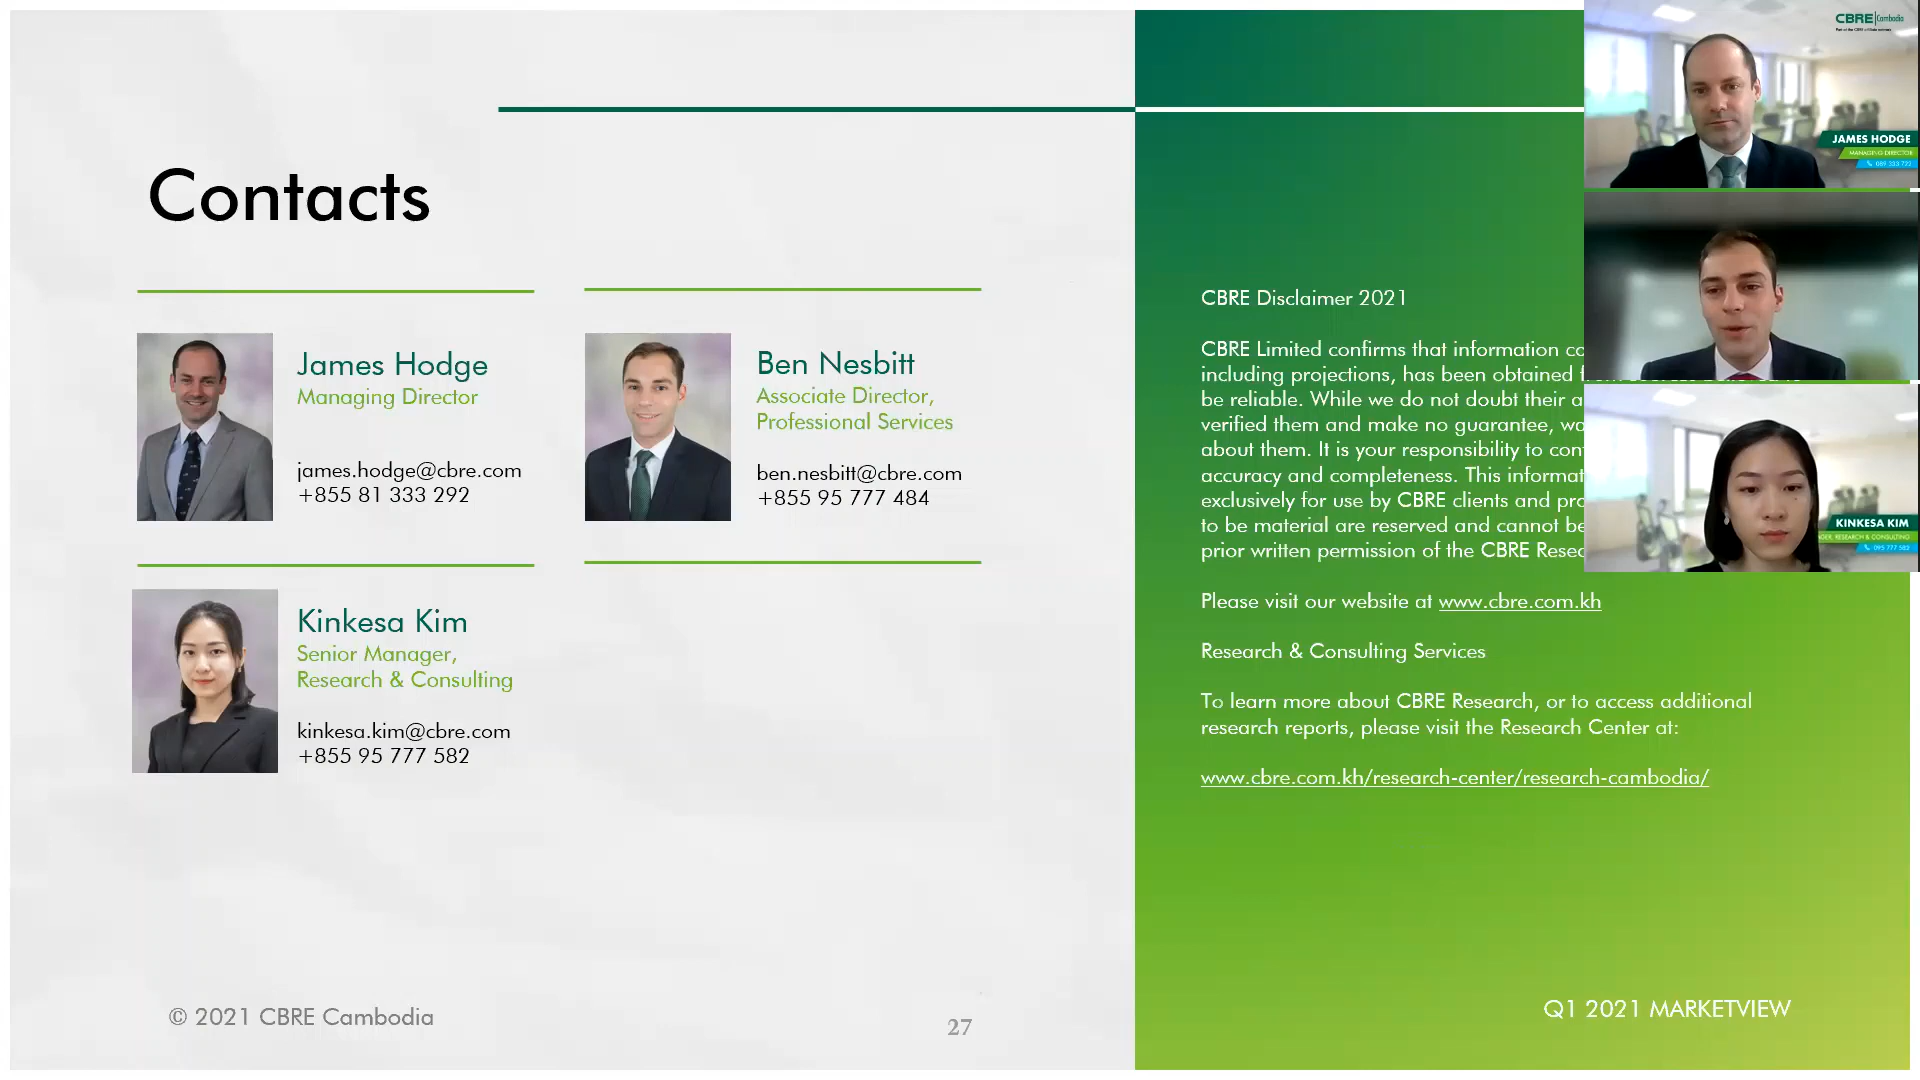 Contacts
James Hodge
Managing Director
james.hodge@cbre.com
+855 81 333 292
Ben Nesbitt
Associate Director,
Professional Services
ben.nesbitt@cbre.com
+855 95 777 484
Kinkesa Kim
Senior Manager,
Research & Consulting
kinkesa.kim@cbre.com
+855 95 777 582
© 2021 CBRE Cambodia
27
CBRE Disclaimer 2021
CBRE Limited confirms that information
including projections, has been obtained
be reliable. While we do not doubt their
verified them and make no guarantee,
about them. It is your responsibility to
accuracy and completeness. This
exclusively for use by CBRE clients and
to be material are reserved and cannot be
prior written permission of the CBRE
Please visit our website at www.cbre.com.kh
Research & Consulting Services
To learn more about CBRE Research, or to access additional
research reports, please visit the Research Center at:
www.cbre.com.kh/research-center/research-cambodia/
Q1 2021 MARKETVIEW
CBRE Cambodia
JAMES HODGE
MANAGING DIRECTOR
KINKESA KIM
RESEARCH & CONSULTING
095 777 582